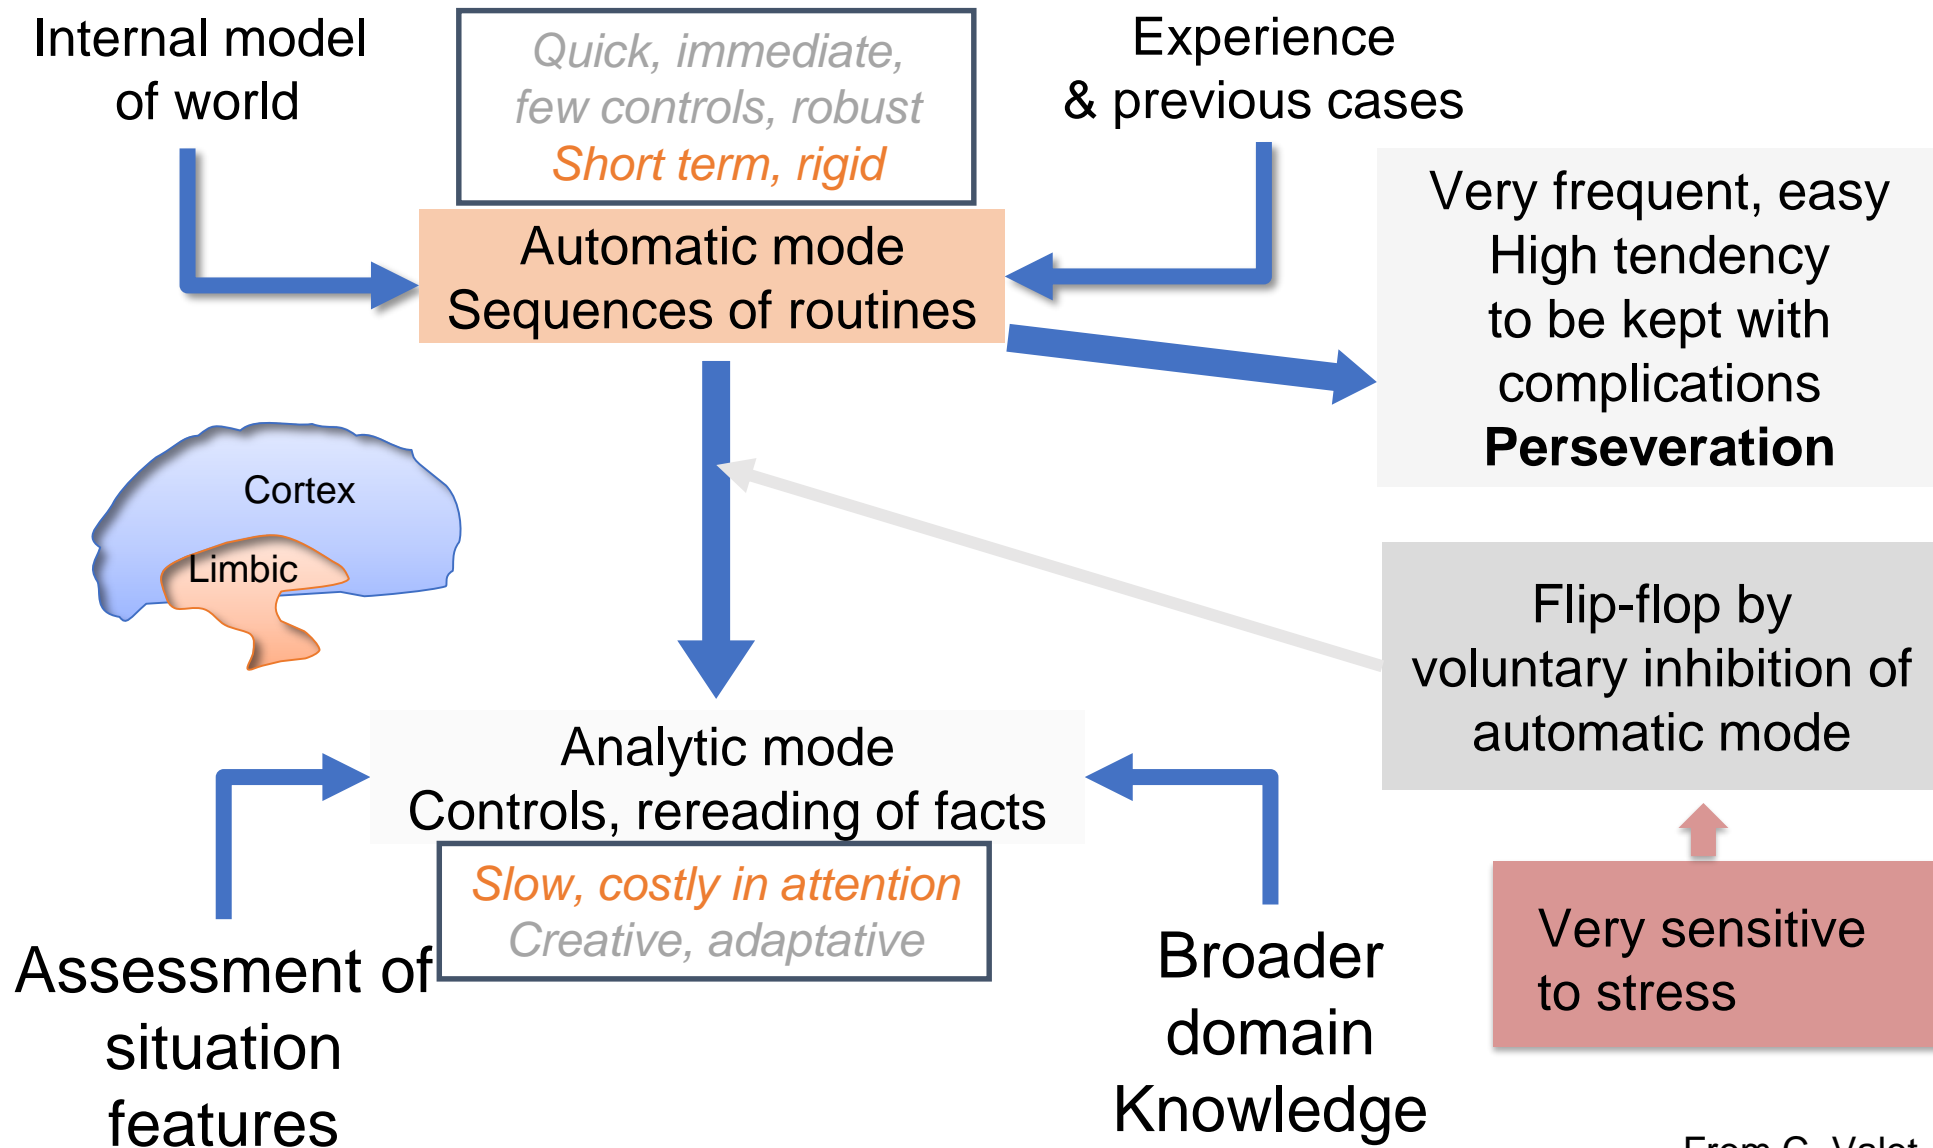 Internal model
of world
Quick, immediate,
few controls, robust
Short term, rigid
Experience
& previous cases
Automatic mode
Sequences of routines
Very frequent, easy
High tendency
to be kept with
complications
Perseveration
Cortex
Limbic
Flip-flop by
voluntary inhibition of
automatic mode
Analytic mode
Controls, rereading of facts
Slow, costly in attention
Creative, adaptative
Very sensitive
to stress
Assessment of
situation
features
Broader
domain
Knowledge
From C. Valot